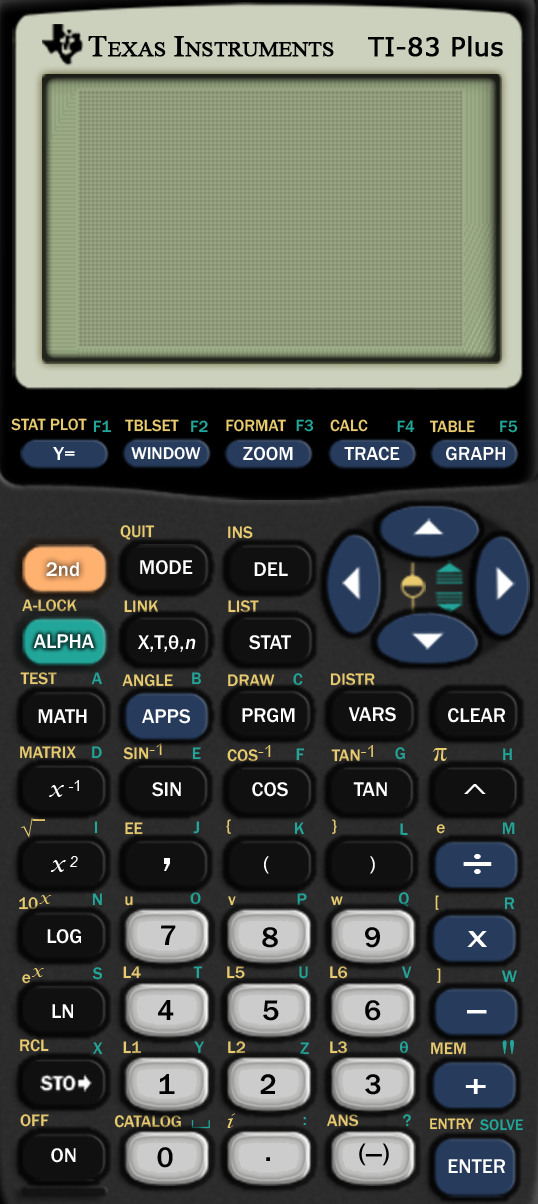 TEXAS INSTRUMENTS TI-83 Plus
STAT PLOT F1 TBLSET F2 FORMAT F3 CALC F4 TABLE F5
Y= WINDOW ZOOM TRACE GRAPH
QUIT INS
2nd MODE DEL
A-LOCK LINK LIST
ALPHA X,T,θ,n STAT
TEST A ANGLE B DRAW C DISTR
MATH APPS PRGM VARS CLEAR
MATRIX D SIN⁻¹ E COS⁻¹ F TAN⁻¹ G π H
x⁻¹ SIN COS TAN ^
√‾ I EE J { K } L e M
x² , ( ) ÷
10ˣ N u O v P w Q [ R
LOG 7 8 9 x
eˣ S L4 T L5 U L6 V ] W
LN 4 5 6 −
RCL X L1 Y L2 Z L3 θ MEM "
STO➔ 1 2 3 +
OFF CATALOG ⎵ i : ANS ? ENTRY SOLVE
ON 0 . (−) ENTER